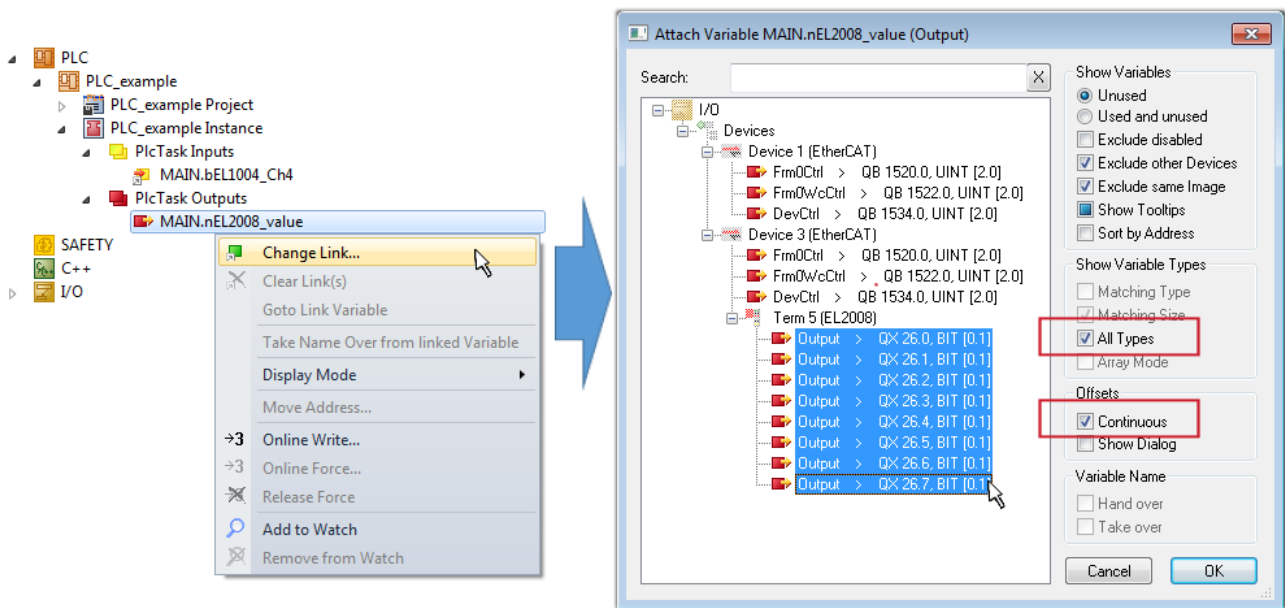 PLC
PLC_example
PLC_example Project
PLC_example Instance
PlcTask Inputs
MAIN.bEL1004_Ch4
PlcTask Outputs
MAIN.nEL2008_value
SAFETY
C++
I/O
Change Link...
Clear Link(s)
Goto Link Variable
Take Name Over from linked Variable
Display Mode
Move Address...
→3 Online Write...
→3 Online Force...
Release Force
Add to Watch
Remove from Watch
Attach Variable MAIN.nEL2008_value (Output)
Search:
X
I/O
Devices
Device 1 (EtherCAT)
Frm0Ctrl > QB 1520.0, UINT [2.0]
Frm0WcCtrl > QB 1522.0, UINT [2.0]
DevCtrl > QB 1534.0, UINT [2.0]
Device 3 (EtherCAT)
Frm0Ctrl > QB 1520.0, UINT [2.0]
Frm0WcCtrl > QB 1522.0, UINT [2.0]
DevCtrl > QB 1534.0, UINT [2.0]
Term 5 (EL2008)
Output > QX 26.0, BIT [0.1]
Output > QX 26.1, BIT [0.1]
Output > QX 26.2, BIT [0.1]
Output > QX 26.3, BIT [0.1]
Output > QX 26.4, BIT [0.1]
Output > QX 26.5, BIT [0.1]
Output > QX 26.6, BIT [0.1]
Output > QX 26.7, BIT [0.1]
Show Variables
Unused
Used and unused
Exclude disabled
Exclude other Devices
Exclude same Image
Show Tooltips
Sort by Address
Show Variable Types
Matching Type
Matching Size
All Types
Array Mode
Offsets
Continuous
Show Dialog
Variable Name
Hand over
Take over
Cancel
OK